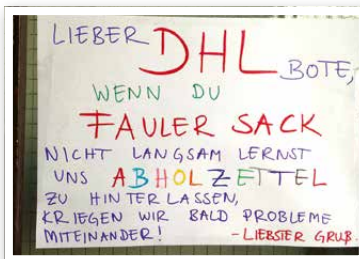 LIEBER DHL BOTE,
WENN DU
FAULER SACK
NICHT LANGSAM LERNST
UNS ABHOLZETTEL
ZU HINTERLASSEN,
KRIEGEN WIR BALD PROBLEME
MITEINANDER! -LIEBSTER GRUß.